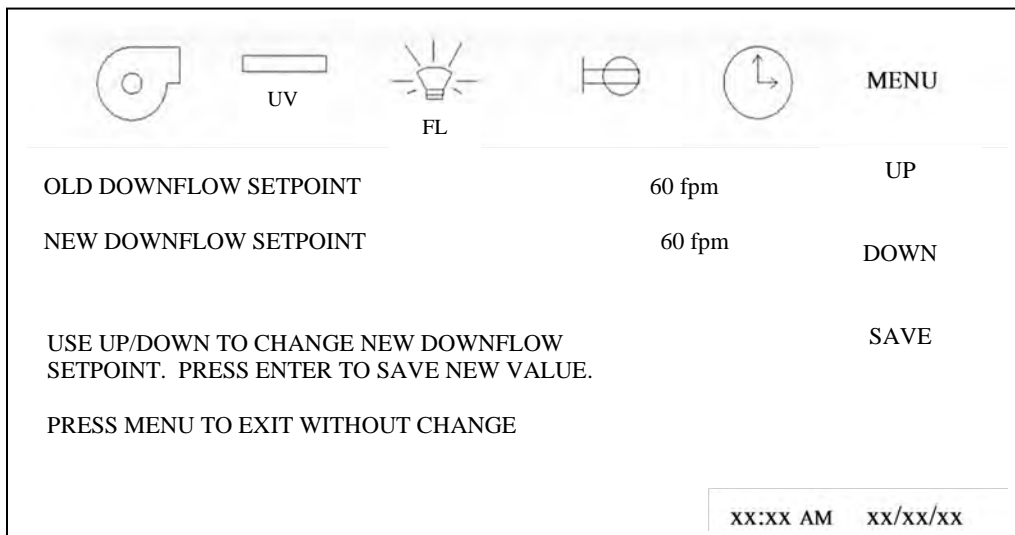 UV
FL
MENU
UP
OLD DOWNFLOW SETPOINT 60 fpm
NEW DOWNFLOW SETPOINT 60 fpm
DOWN
SAVE
USE UP/DOWN TO CHANGE NEW DOWNFLOW
SETPOINT. PRESS ENTER TO SAVE NEW VALUE.
PRESS MENU TO EXIT WITHOUT CHANGE
xx:xx AM xx/xx/xx